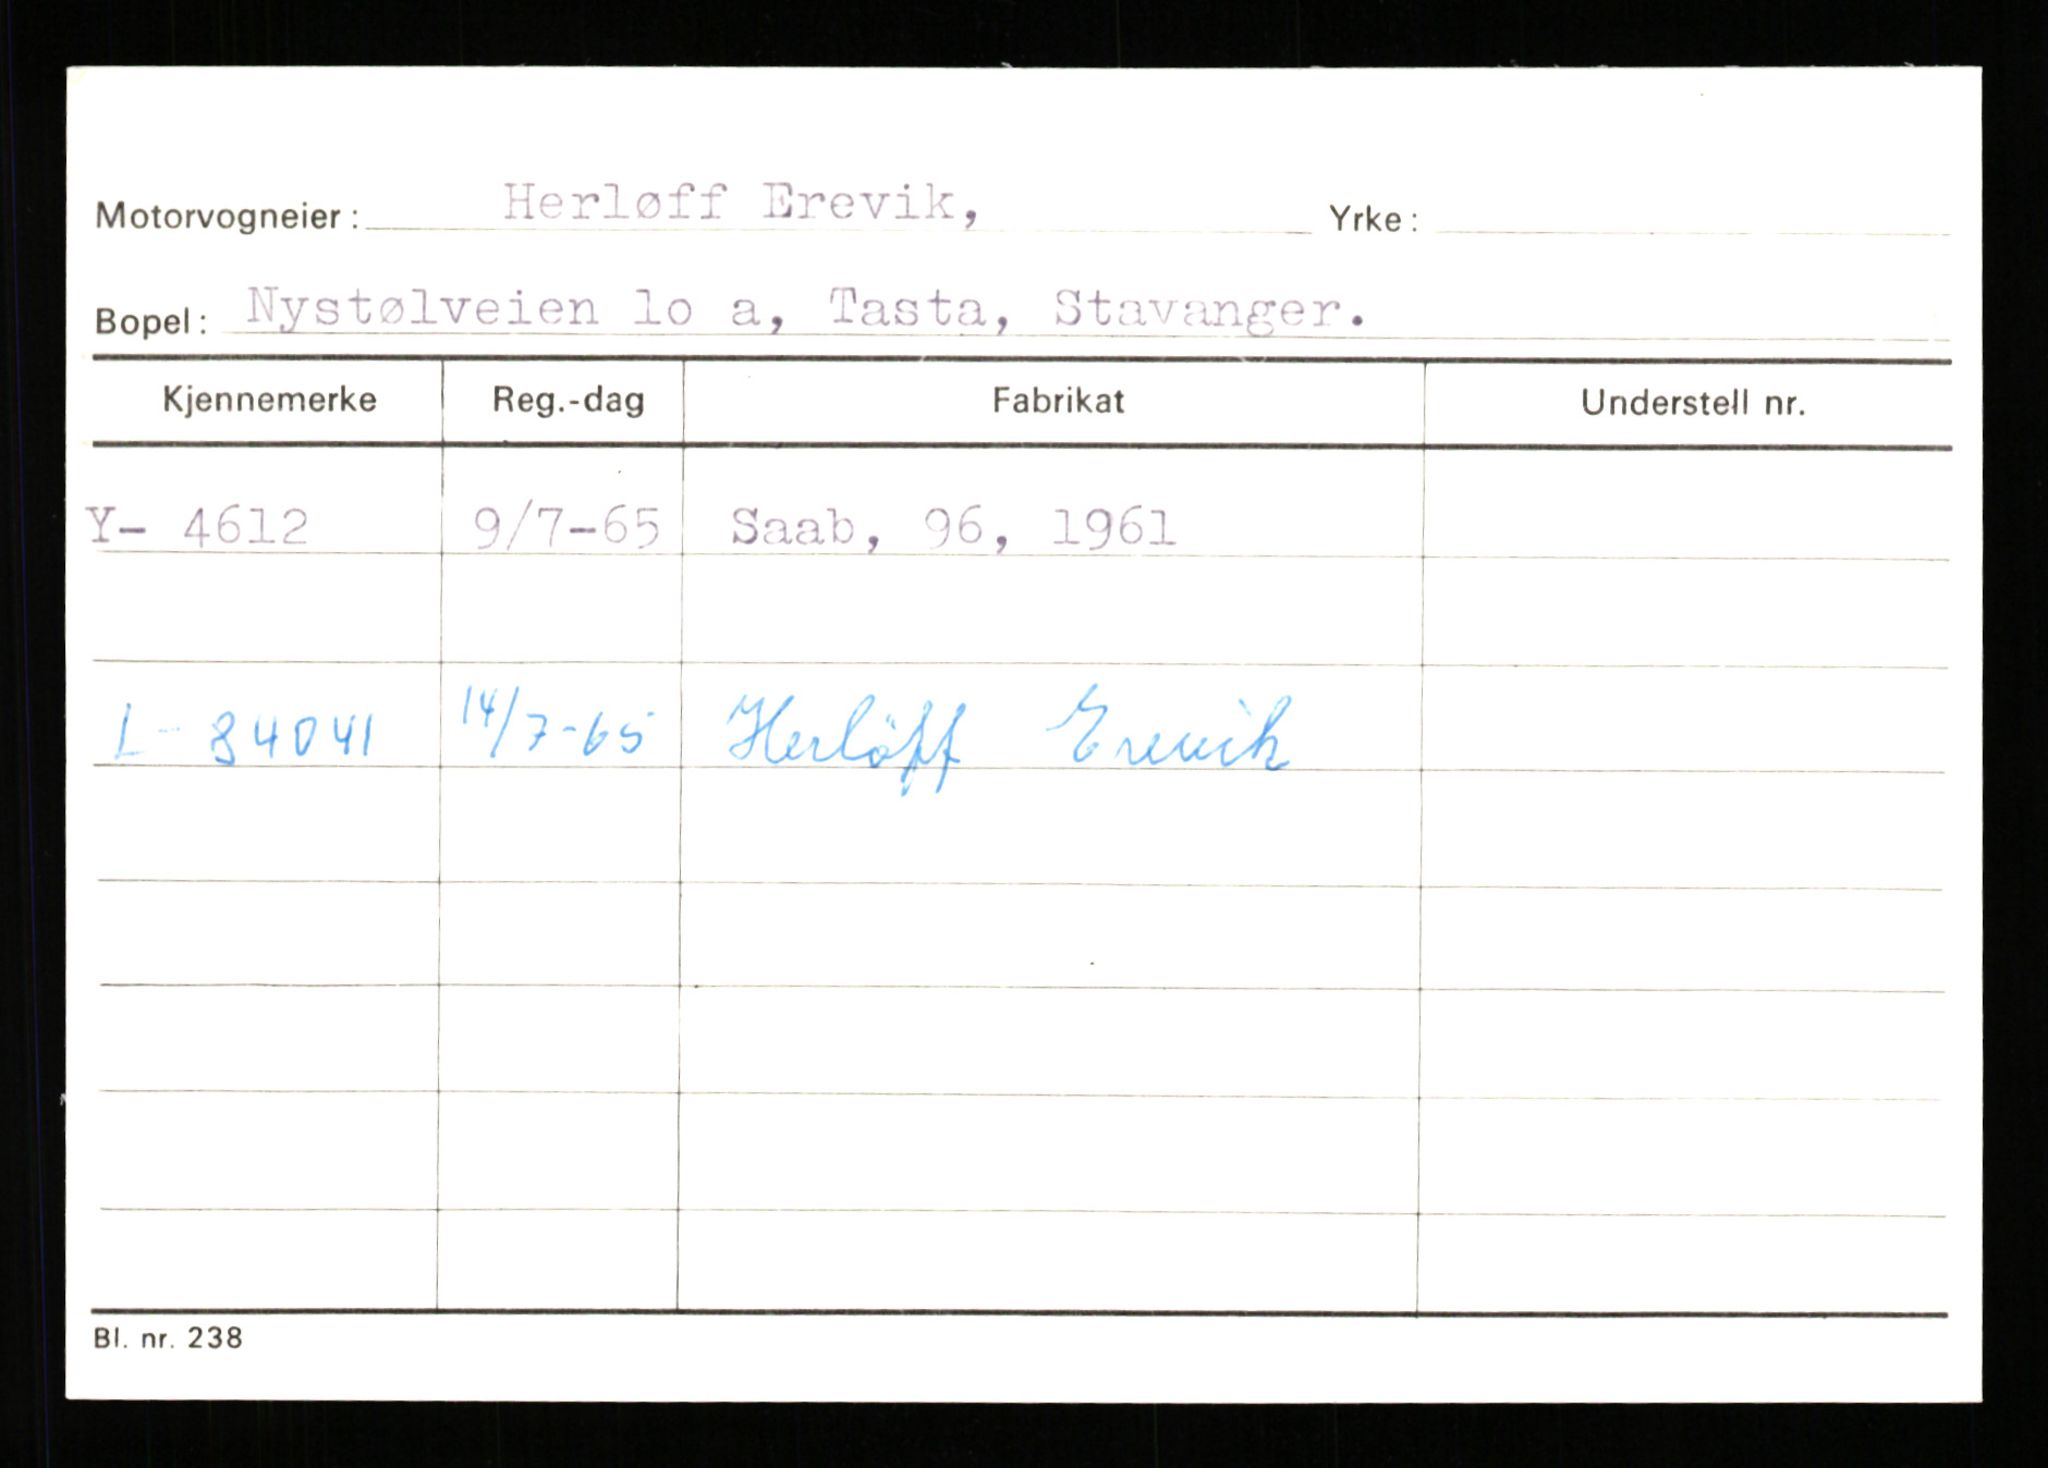 Motorvogneier: Herløff Erevik, Yrke:
Bopel: Nystølveien lo a, Tasta, Stavanger.
Kjennemerke Reg.-dag Fabrikat Understell nr.
Y- 4612 9/7-65 Saab, 96, 1961
L- 84041 14/7-65 Herløff Erevik
Bl. nr. 238